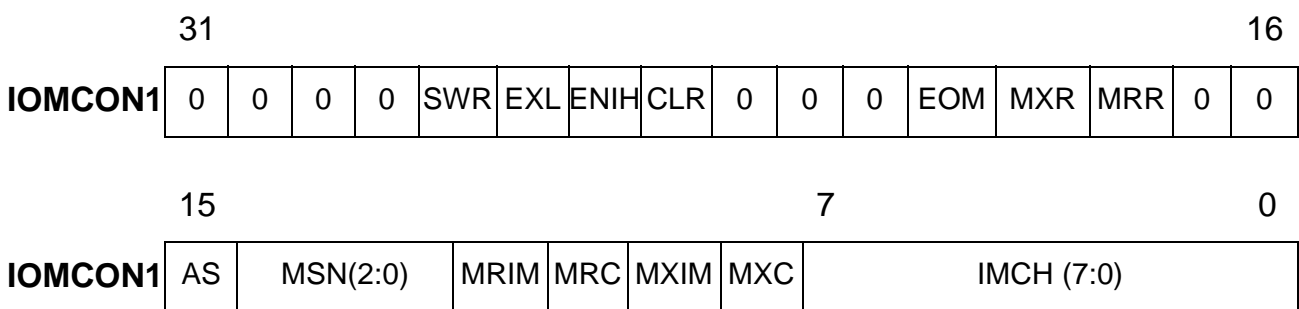 31 16
IOMCON1 0 0 0 0 SWR EXL ENIH CLR 0 0 0 EOM MXR MRR 0 0
15 7 0
IOMCON1 AS MSN(2:0) MRIM MRC MXIM MXC IMCH (7:0)